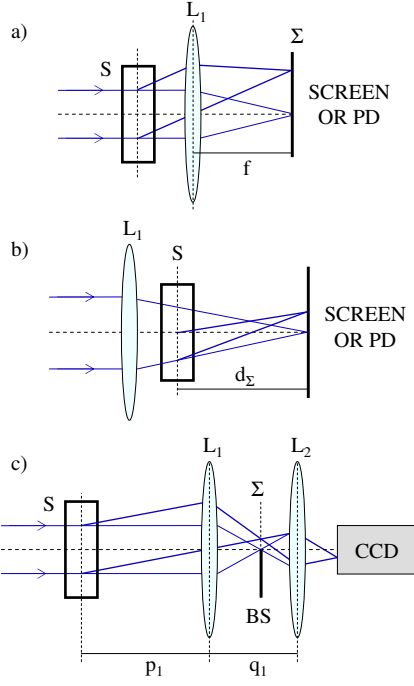 a)
L1
S
Σ
SCREEN
OR PD
f
b)
L1
S
SCREEN
OR PD
dΣ
c)
L1
L2
S
Σ
CCD
BS
p1
q1